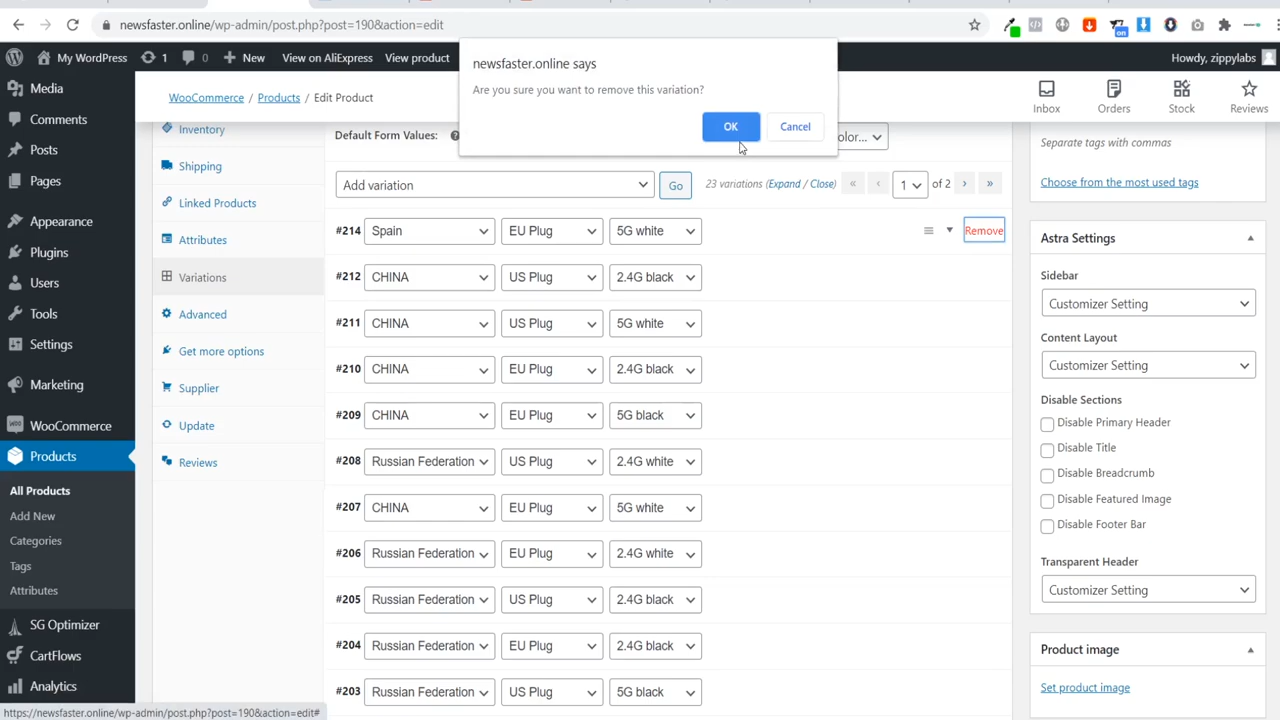 newsfaster.online/wp-admin/post.php?post=190&action=edit
My WordPress 1 0 New View on AliExpress View product Howdy, zippylabs
newsfaster.online says
Are you sure you want to remove this variation?
OK Cancel
Media
Comments
Posts
Pages
Appearance
Plugins
Users
Tools
Settings
Marketing
WooCommerce
Products
All Products
Add New
Categories
Tags
Attributes
SG Optimizer
CartFlows
Analytics
WooCommerce > Products > Edit Product
Inbox Orders Stock Reviews
Inventory
Shipping
Linked Products
Attributes
Variations
Advanced
Get more options
Supplier
Update
Reviews
Default Form Values: ? olor...
Add variation Go 23 variations (Expand / Close) « ‹ 1 of 2 › »
#214 Spain EU Plug 5G white Remove
#212 CHINA US Plug 2.4G black
#211 CHINA US Plug 5G white
#210 CHINA EU Plug 2.4G black
#209 CHINA EU Plug 5G black
#208 Russian Federation US Plug 2.4G white
#207 CHINA EU Plug 5G white
#206 Russian Federation EU Plug 2.4G white
#205 Russian Federation US Plug 2.4G black
#204 Russian Federation EU Plug 2.4G black
#203 Russian Federation US Plug 5G black
Separate tags with commas
Choose from the most used tags
Astra Settings
Sidebar
Customizer Setting
Content Layout
Customizer Setting
Disable Sections
Disable Primary Header
Disable Title
Disable Breadcrumb
Disable Featured Image
Disable Footer Bar
Transparent Header
Customizer Setting
Product image
Set product image
https://newsfaster.online/wp-admin/post.php?post=190&action=edit#